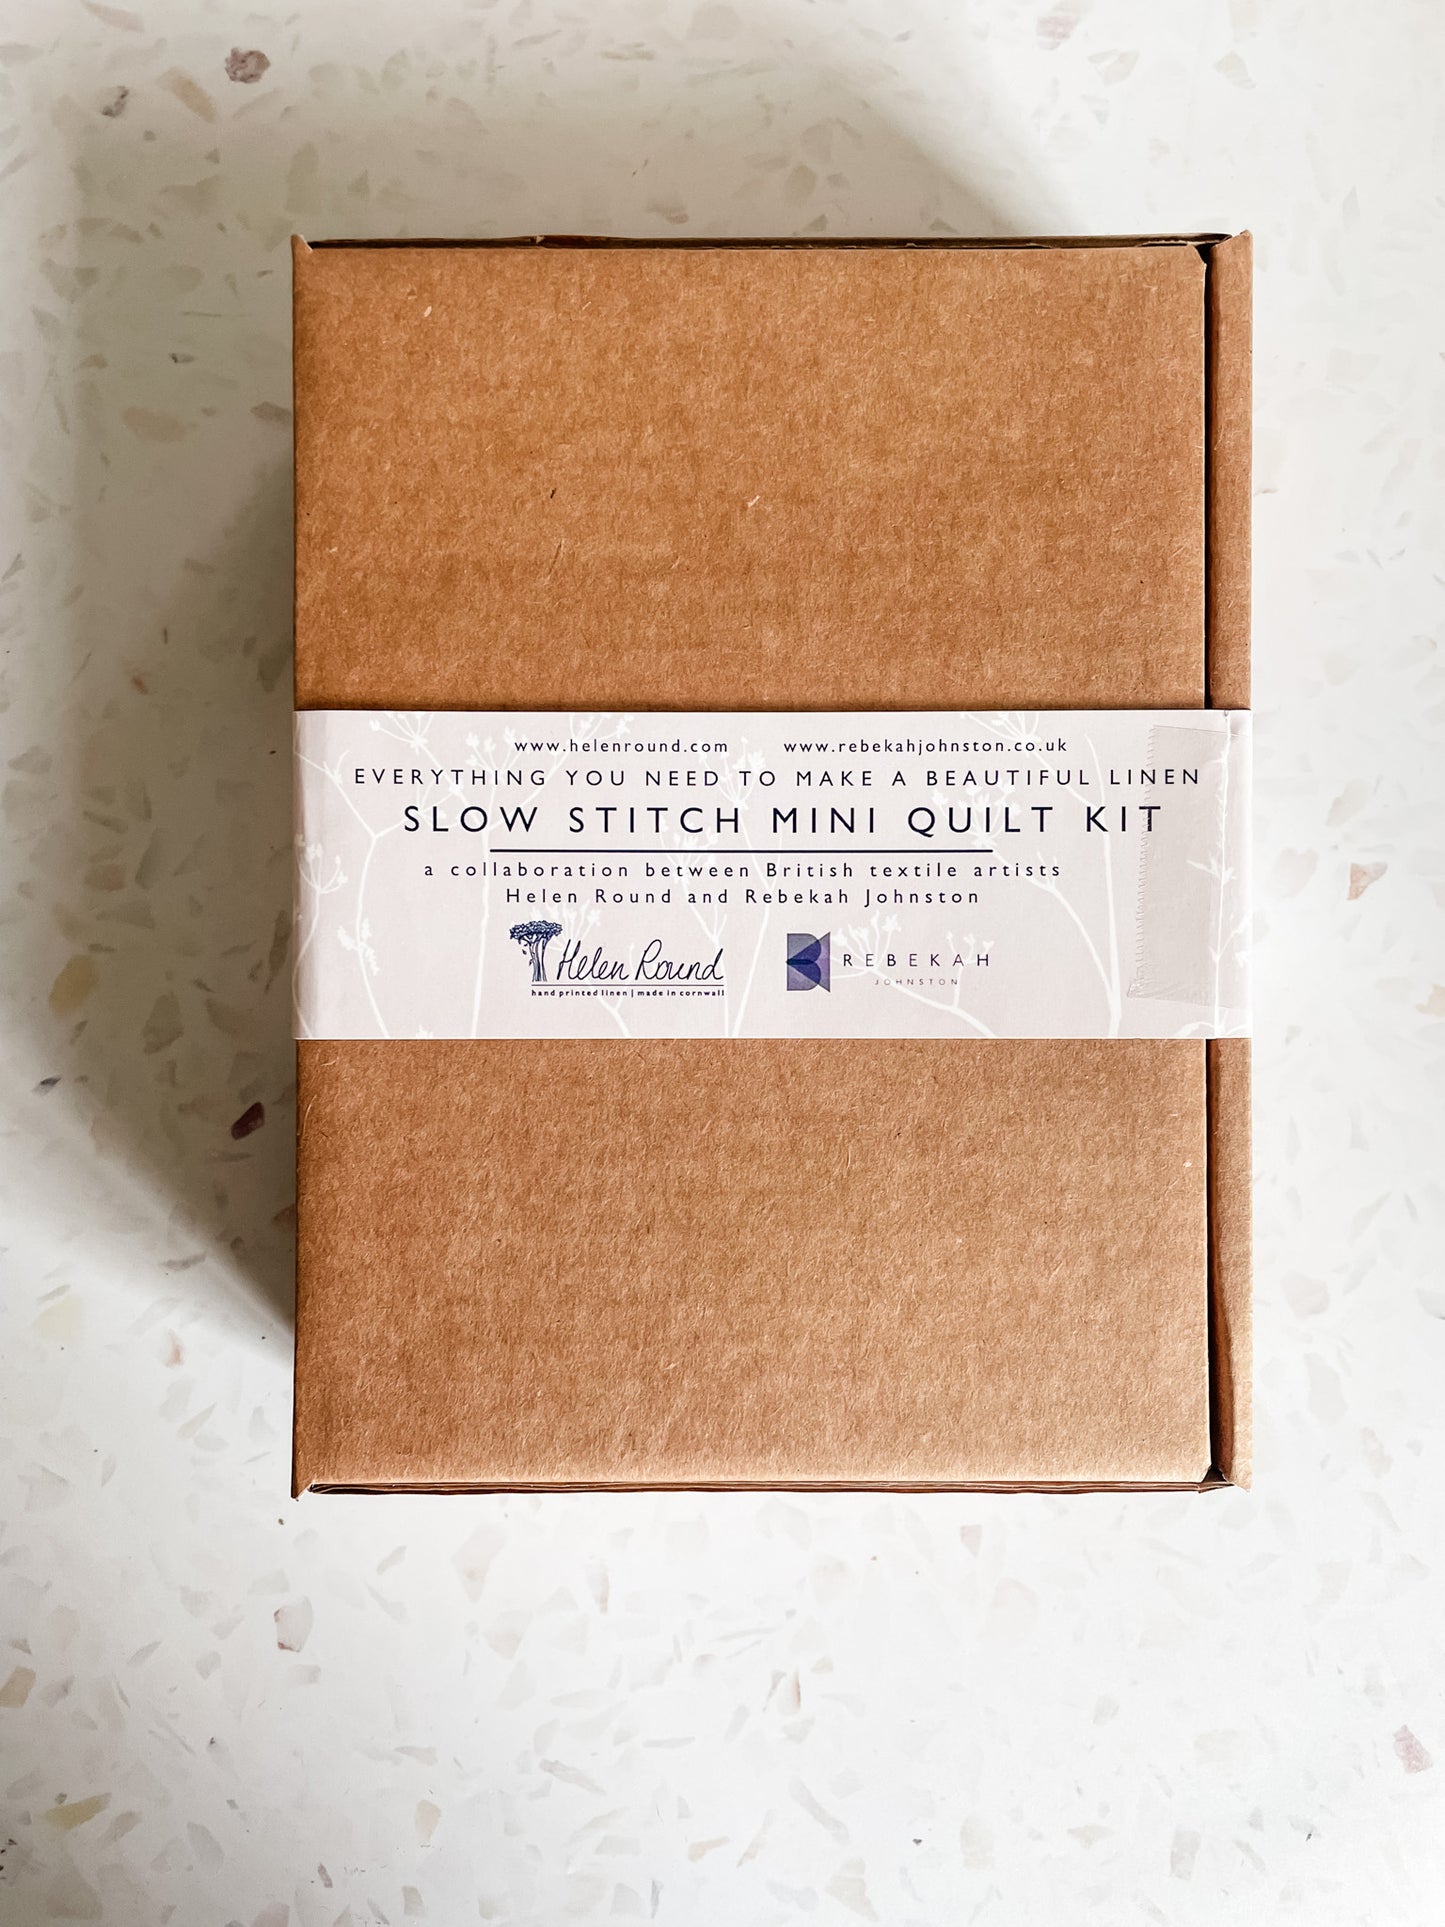 www.helenround.com www.rebekahjohnston.co.uk
EVERYTHING YOU NEED TO MAKE A BEAUTIFUL LINEN
SLOW STITCH MINI QUILT KIT
a collaboration between British textile artists
Helen Round and Rebekah Johnston
Helen Round
hand printed linen | made in cornwall
REBEKAH
JOHNSTON